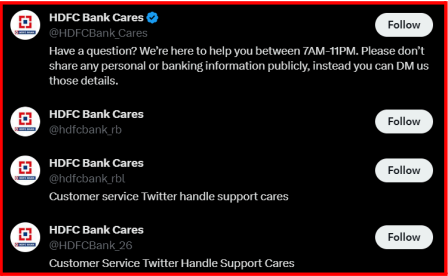 HDFC Bank Cares
@HDFCBank_Cares
Follow
Have a question? We're here to help you between 7AM-11PM. Please don't
share any personal or banking information publicly, instead you can DM us
those details.
HDFC Bank Cares
@hdfcbank_rb
Follow
HDFC Bank Cares
@hdfcbank_rbl
Follow
Customer service Twitter handle support cares
HDFC Bank Cares
@HDFCBank_26
Follow
Customer Service Twitter Handle Support Cares